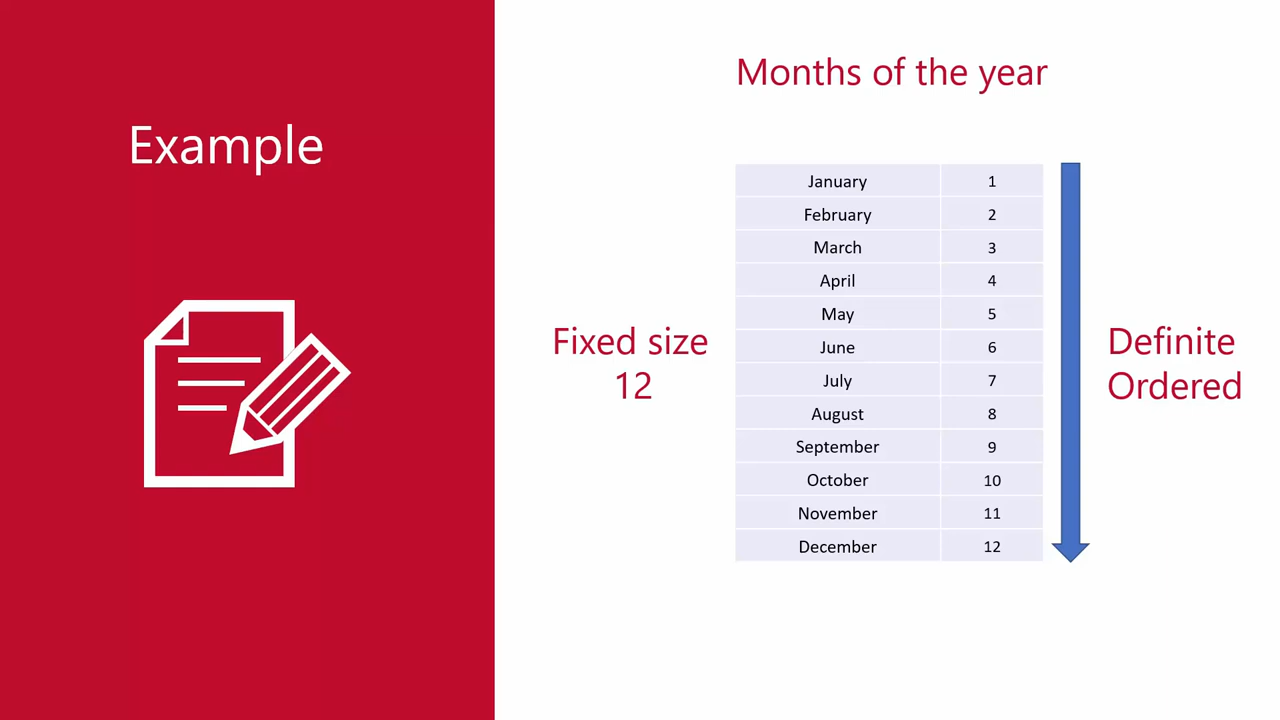 Example
Months of the year
January 1
February 2
March 3
April 4
May 5
June 6
July 7
August 8
September 9
October 10
November 11
December 12
Fixed size
12
Definite
Ordered